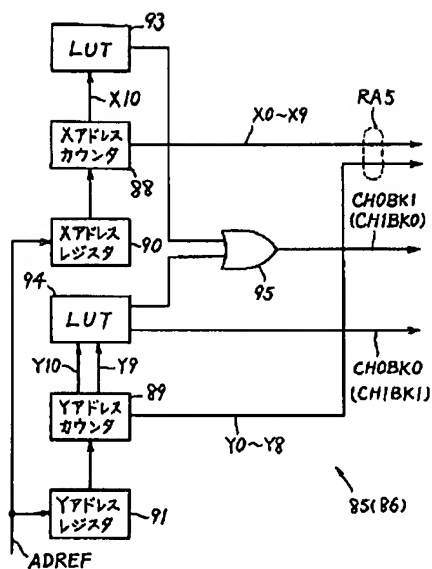 93
LUT
X10
X0~X9
RA5
Xアドレス
カウンタ
88
CH0BK1
(CH1BK0)
Xアドレス
レジスタ
90
94
95
LUT
Y10
Y9
CH0BK0
(CH1BK1)
89
Yアドレス
カウンタ
Y0~Y8
Yアドレス
レジスタ
91
85(86)
ADREF